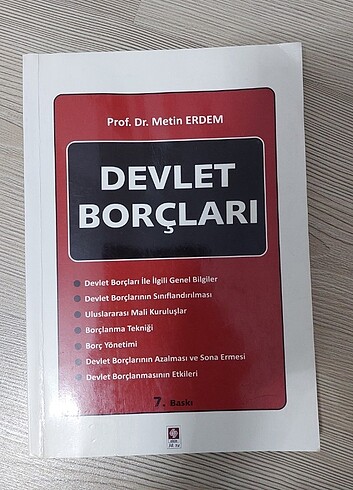 Prof. Dr. Metin ERDEM
DEVLET
BORÇLARI
Devlet Borçları İle İlgili Genel Bilgiler
Devlet Borçlarının Sınıflandırılması
Uluslararası Mali Kuruluşlar
Borçlanma Tekniği
Borç Yönetimi
Devlet Borçlarının Azalması ve Sona Ermesi
Devlet Borçlanmasının Etkileri
7. Baskı